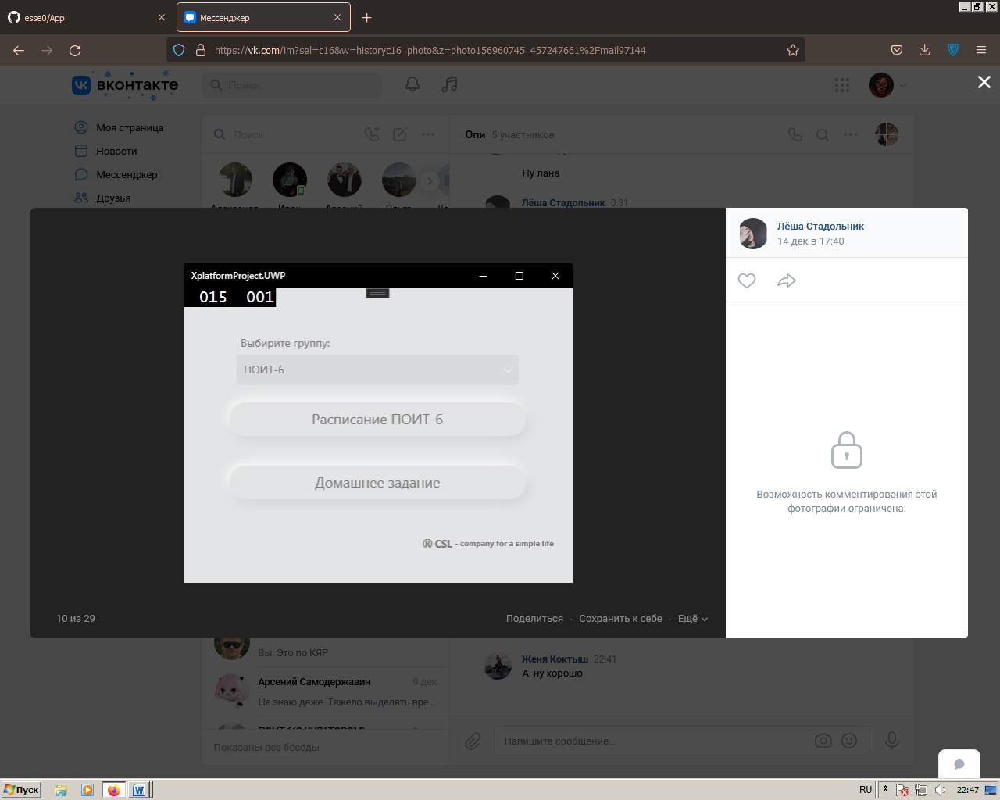 esse0/App
Мессенджер
https://vk.com/im?sel=c16&w=historyc16_photo&z=photo156960745_457247661%2Fmail97144
вконтакте
Поиск
Моя страница
Новости
Мессенджер
Друзья
Поиск
Опи 5 участников
Ну лана
Лёша Стадольник 0:31
XplatformProject.UWP
015 001
Выбирите группу:
ПОИТ-6
Расписание ПОИТ-6
Домашнее задание
® CSL - company for a simple life
10 из 29
Поделиться · Сохранить к себе · Ещё
Лёша Стадольник
14 дек в 17:40
Возможность комментирования этой
фотографии ограничена.
Вы: Это по КЯР
Арсений Самодержавин 9 дек
Не знаю даже. Тяжело выделять вре...
Показаны все беседы
Женя Коктыш 22:41
А, ну хорошо
Напишите сообщение...
Пуск
RU
22:47